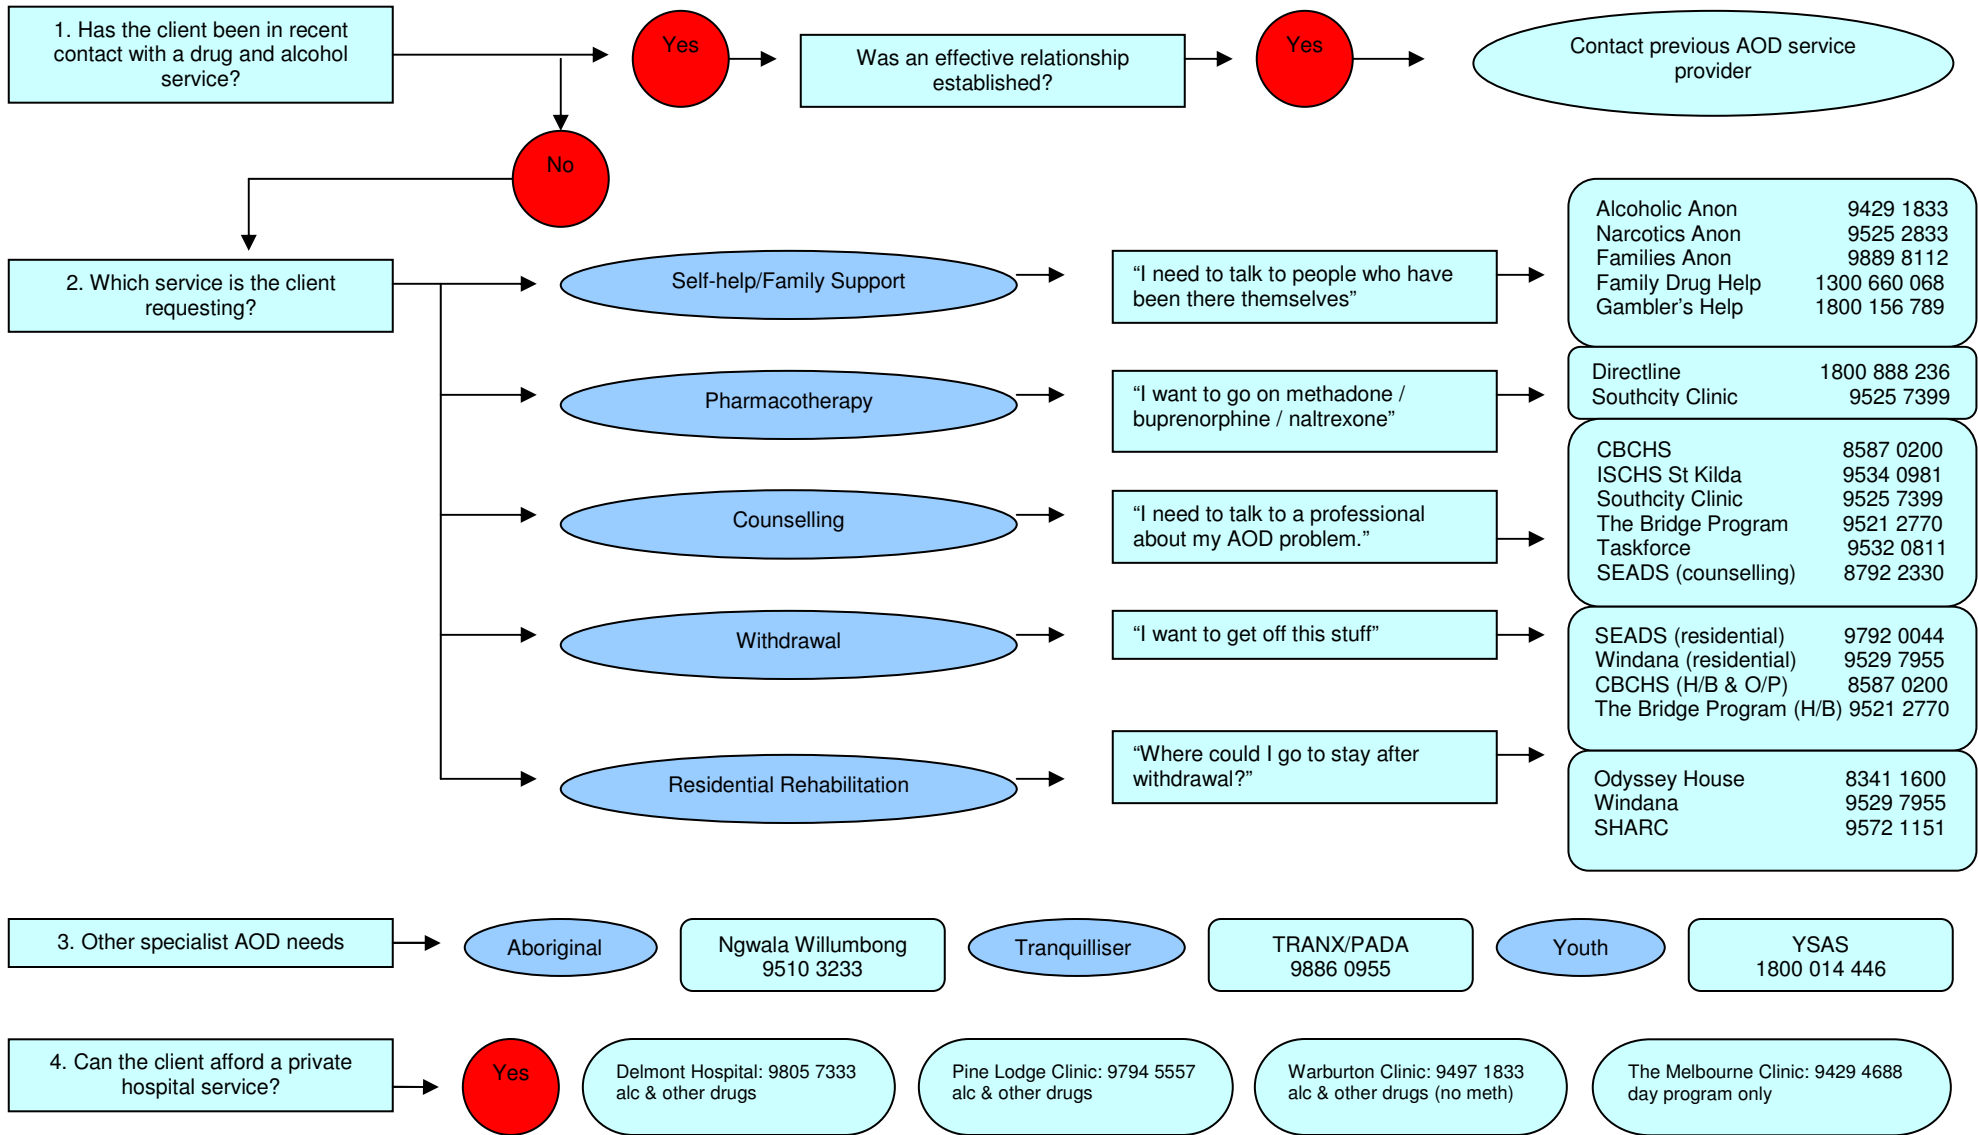 1. Has the client been in recent
contact with a drug and alcohol
service?
Yes
Was an effective relationship
established?
Yes
Contact previous AOD service
provider
No
2. Which service is the client
requesting?
Self-help/Family Support
“I need to talk to people who have
been there themselves”
Alcoholic Anon 9429 1833
Narcotics Anon 9525 2833
Families Anon 9889 8112
Family Drug Help 1300 660 068
Gambler’s Help 1800 156 789
Pharmacotherapy
“I want to go on methadone /
buprenorphine / naltrexone”
Directline 1800 888 236
Southcity Clinic 9525 7399
Counselling
“I need to talk to a professional
about my AOD problem.”
CBCHS 8587 0200
ISCHS St Kilda 9534 0981
Southcity Clinic 9525 7399
The Bridge Program 9521 2770
Taskforce 9532 0811
SEADS (counselling) 8792 2330
Withdrawal
“I want to get off this stuff”
SEADS (residential) 9792 0044
Windana (residential) 9529 7955
CBCHS (H/B & O/P) 8587 0200
The Bridge Program (H/B) 9521 2770
Residential Rehabilitation
“Where could I go to stay after
withdrawal?”
Odyssey House 8341 1600
Windana 9529 7955
SHARC 9572 1151
3. Other specialist AOD needs
Aboriginal
Ngwala Willumbong
9510 3233
Tranquilliser
TRANX/PADA
9886 0955
Youth
YSAS
1800 014 446
4. Can the client afford a private
hospital service?
Yes
Delmont Hospital: 9805 7333
alc & other drugs
Pine Lodge Clinic: 9794 5557
alc & other drugs
Warburton Clinic: 9497 1833
alc & other drugs (no meth)
The Melbourne Clinic: 9429 4688
day program only